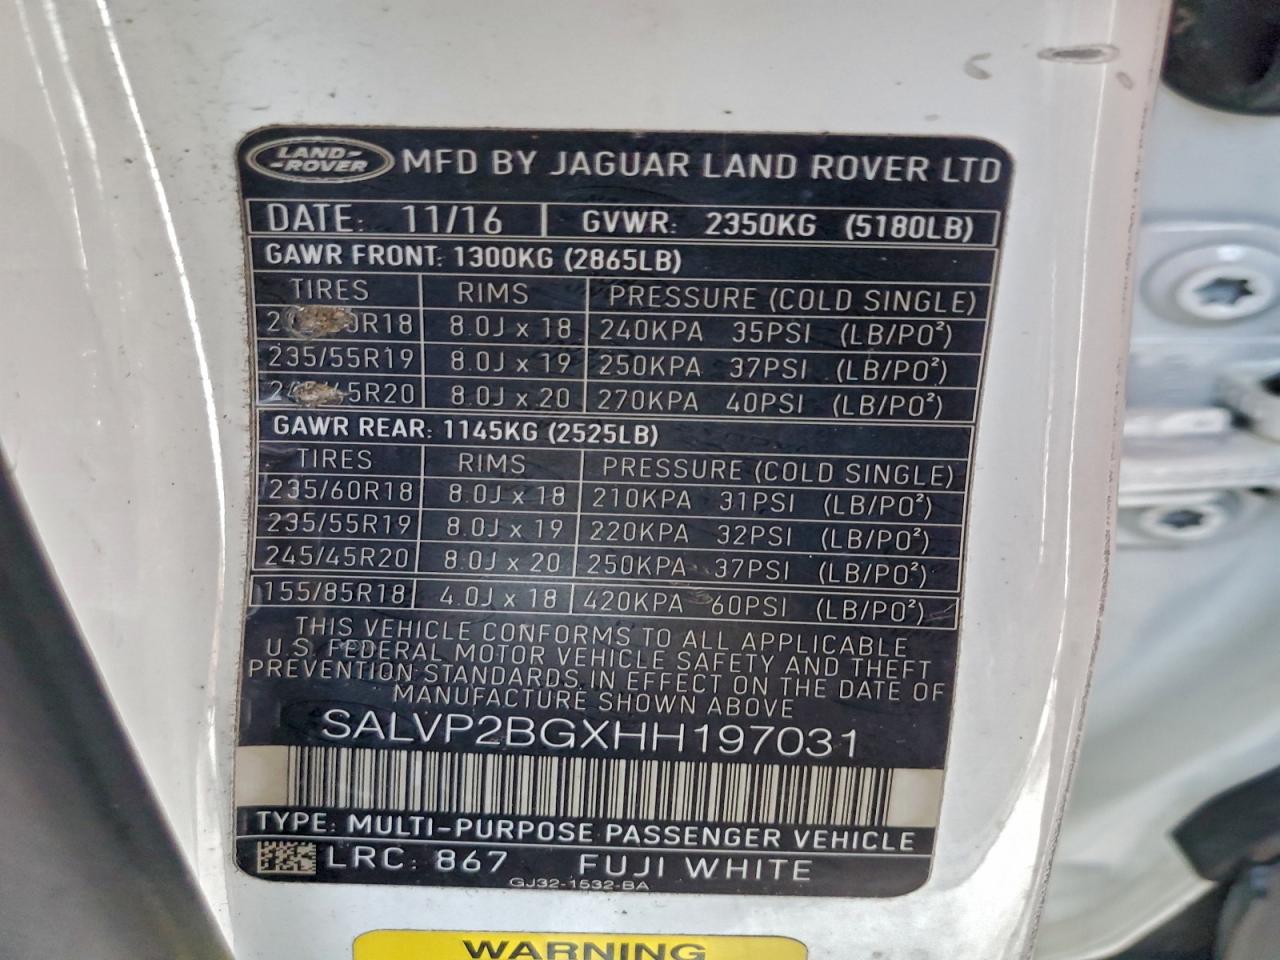 LAND-ROVER MFD BY JAGUAR LAND ROVER LTD
DATE: 11/16 GVWR: 2350KG (5180LB)
GAWR FRONT: 1300KG (2865LB)
TIRES RIMS PRESSURE (COLD SINGLE)
8.0J x 18 240KPA 35PSI (LB/PO²)
235/55R19 8.0J x 19 250KPA 37PSI (LB/PO²)
8.0J x 20 270KPA 40PSI (LB/PO²)
GAWR REAR: 1145KG (2525LB)
TIRES RIMS PRESSURE (COLD SINGLE)
235/60R18 8.0J x 18 210KPA 31PSI (LB/PO²)
235/55R19 8.0J x 19 220KPA 32PSI (LB/PO²)
245/45R20 8.0J x 20 250KPA 37PSI (LB/PO²)
155/85R18 4.0J x 18 420KPA 60PSI (LB/PO²)
THIS VEHICLE CONFORMS TO ALL APPLICABLE
U.S FEDERAL MOTOR VEHICLE SAFETY AND THEFT
PREVENTION STANDARDS, IN EFFECT ON THE DATE OF
MANUFACTURE SHOWN ABOVE
SALVP2BGXHH197031
TYPE: MULTI-PURPOSE PASSENGER VEHICLE
LRC: 867 FUJI WHITE
GJ32-1532-BA
WARNING